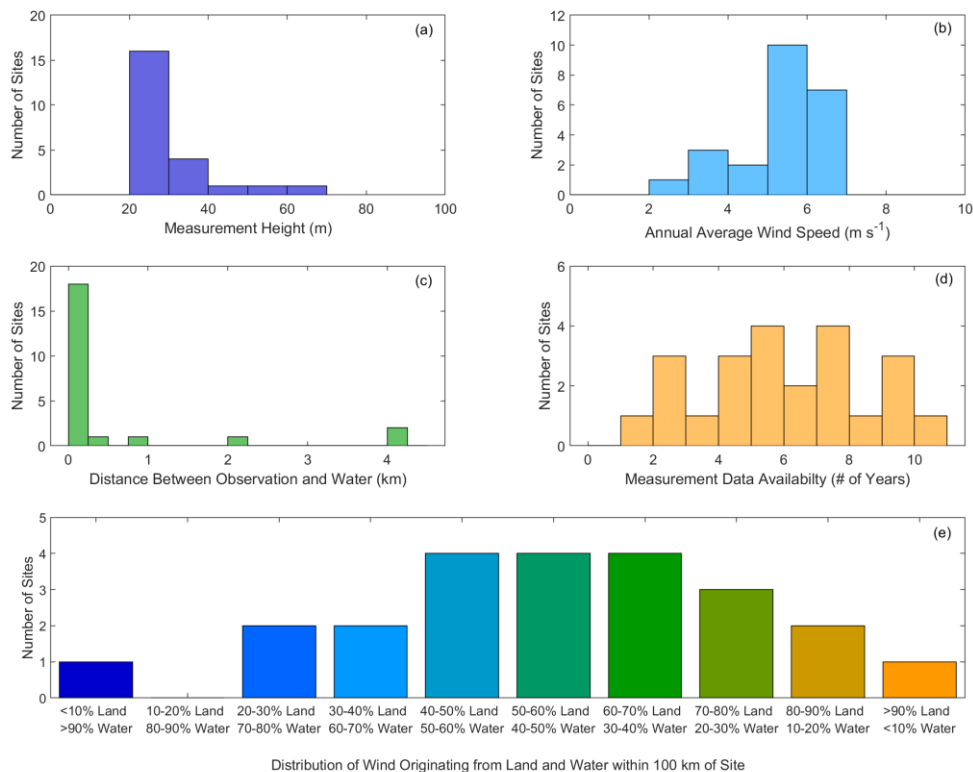 20
15
10
5
0
Number of Sites
(a)
0 20 40 60 80 100
Measurement Height (m)
12
10
8
6
4
2
0
Number of Sites
(b)
0 2 4 6 8 10
Annual Average Wind Speed (m s⁻¹)
20
15
10
5
0
Number of Sites
(c)
0 1 2 3 4
Distance Between Observation and Water (km)
6
4
2
0
Number of Sites
(d)
0 2 4 6 8 10
Measurement Data Availabilty (# of Years)
5
4
3
2
1
0
Number of Sites
(e)
<10% Land 10-20% Land 20-30% Land 30-40% Land 40-50% Land 50-60% Land 60-70% Land 70-80% Land 80-90% Land >90% Land
>90% Water 80-90% Water 70-80% Water 60-70% Water 50-60% Water 40-50% Water 30-40% Water 20-30% Water 10-20% Water <10% Water
Distribution of Wind Originating from Land and Water within 100 km of Site